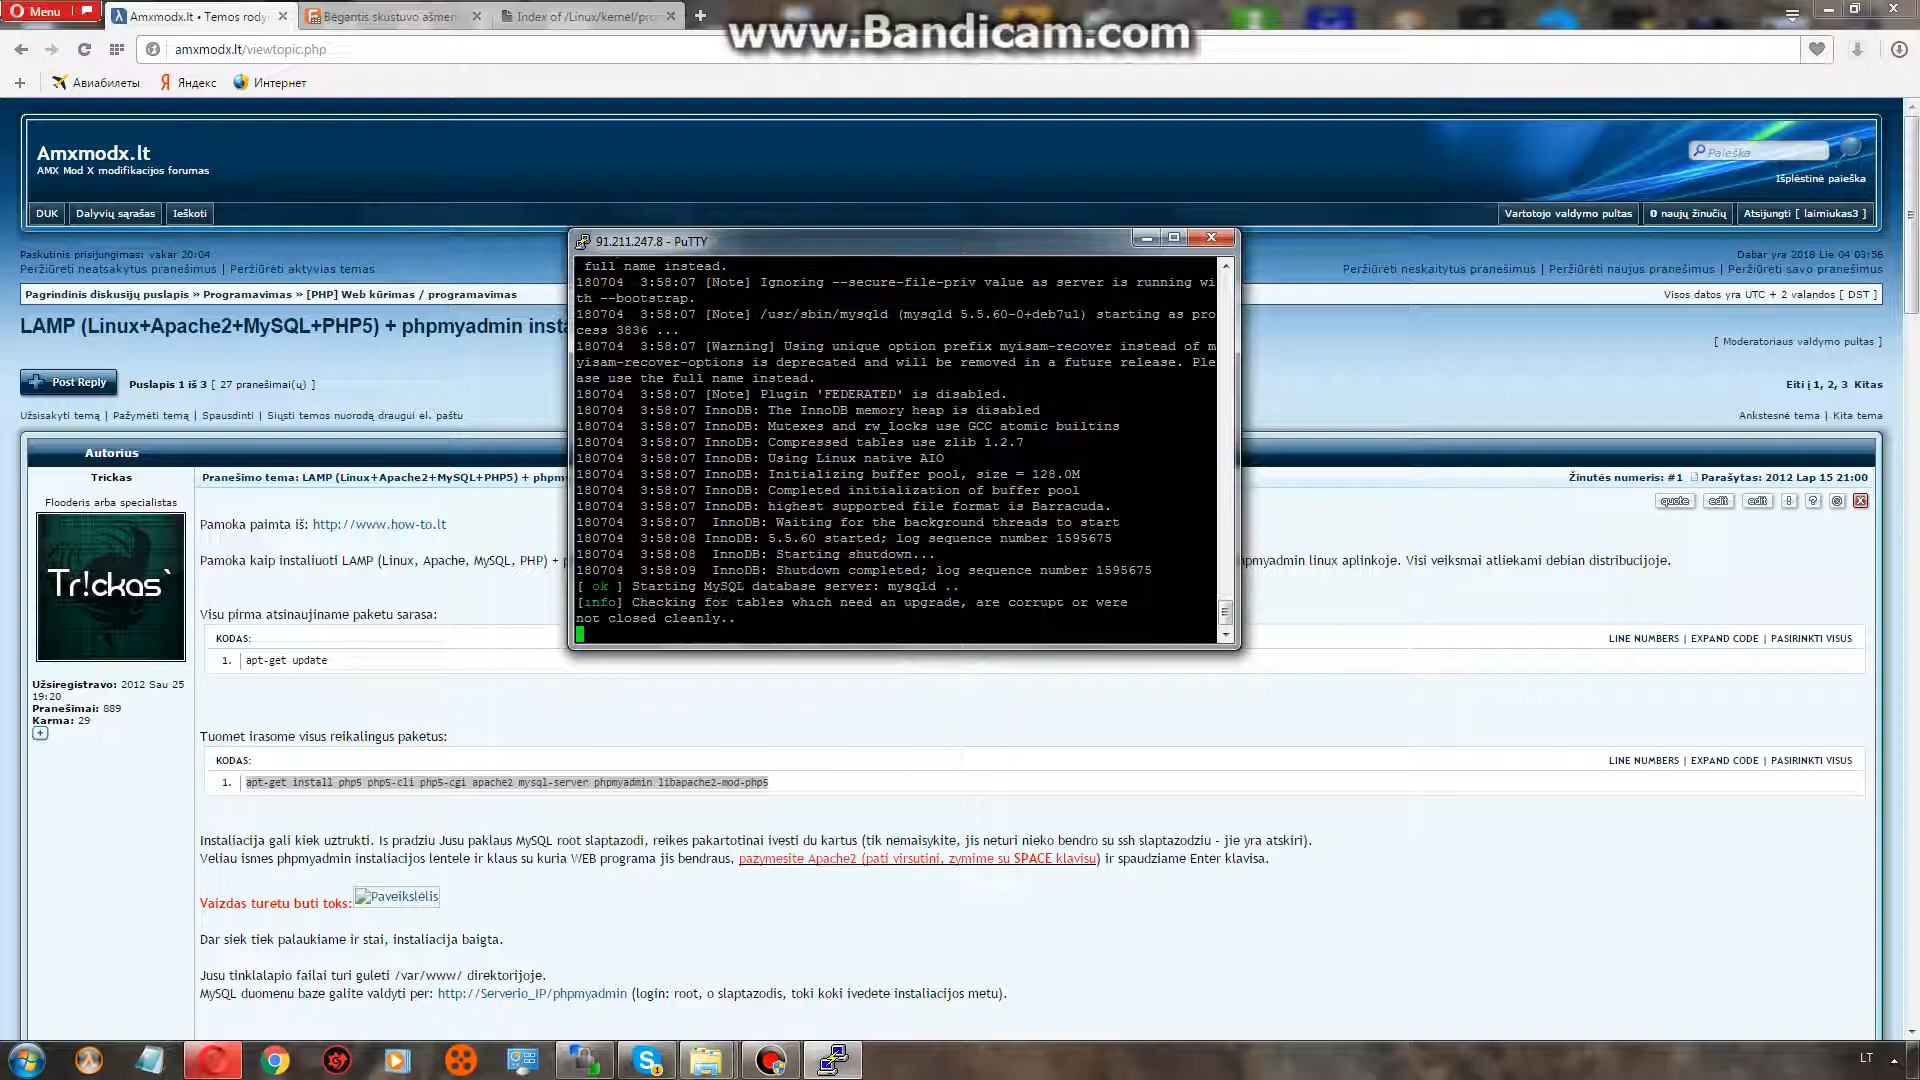 Menu
Amxmodx.lt • Temos rody
Bėgantis skustuvo ašmeni
Index of /Linux/kernel/pro
www.Bandicam.com
amxmodx.lt/viewtopic.php
Авиабилеты
Яндекс
Интернет
Amxmodx.lt
AMX Mod X modifikacijos forumas
Paieška
Išplėstinė paieška
DUK
Dalyvių sąrašas
Ieškoti
Vartotojo valdymo pultas
0 naujų žinučių
Atsijungti [ laimiukas3 ]
Paskutinis prisijungimas: vakar 20:04
Dabar yra 2018 Lie 04 03:56
Peržiūrėti neatsakytus pranešimus | Peržiūrėti aktyvias temas
Peržiūrėti neskaitytus pranešimus | Peržiūrėti naujus pranešimus | Peržiūrėti savo pranešimus
Pagrindinis diskusijų puslapis » Programavimas » [PHP] Web kūrimas / programavimas
Visos datos yra UTC + 2 valandos [ DST ]
LAMP (Linux+Apache2+MySQL+PHP5) + phpmyadmin inst
[ Moderatoriaus valdymo pultas ]
Post Reply
Puslapis 1 iš 3 [ 27 pranešimai(ų) ]
Eiti į 1, 2, 3 Kitas
Užsisakyti temą | Pažymėti temą | Spausdinti | Siųsti temos nuorodą draugui el. paštu
Ankstesnė tema | Kita tema
91.211.247.8 - PuTTY
full name instead.
180704  3:58:07 [Note] Ignoring --secure-file-priv value as server is running wi
th --bootstrap.
180704  3:58:07 [Note] /usr/sbin/mysqld (mysqld 5.5.60-0+deb7u1) starting as pro
cess 3836 ...
180704  3:58:07 [Warning] Using unique option prefix myisam-recover instead of m
yisam-recover-options is deprecated and will be removed in a future release. Ple
ase use the full name instead.
180704  3:58:07 [Note] Plugin 'FEDERATED' is disabled.
180704  3:58:07 InnoDB: The InnoDB memory heap is disabled
180704  3:58:07 InnoDB: Mutexes and rw_locks use GCC atomic builtins
180704  3:58:07 InnoDB: Compressed tables use zlib 1.2.7
180704  3:58:07 InnoDB: Using Linux native AIO
180704  3:58:07 InnoDB: Initializing buffer pool, size = 128.0M
180704  3:58:07 InnoDB: Completed initialization of buffer pool
180704  3:58:07 InnoDB: highest supported file format is Barracuda.
180704  3:58:07  InnoDB: Waiting for the background threads to start
180704  3:58:08 InnoDB: 5.5.60 started; log sequence number 1595675
180704  3:58:08  InnoDB: Starting shutdown...
180704  3:58:09  InnoDB: Shutdown completed; log sequence number 1595675
[ ok ] Starting MySQL database server: mysqld ..
[info] Checking for tables which need an upgrade, are corrupt or were
not closed cleanly..
Autorius
Trickas
Pranešimo tema: LAMP (Linux+Apache2+MySQL+PHP5) + phpm
Žinutės numeris: #1 Parašytas: 2012 Lap 15 21:00
Flooderis arba specialistas
quote edit edit ! ?
Tr!ckas`
Užsiregistravo: 2012 Sau 25
19:20
Pranešimai: 889
Karma: 29
Pamoka paimta iš: http://www.how-to.lt
Pamoka kaip instaliuoti LAMP (Linux, Apache, MySQL, PHP) + p
phpmyadmin linux aplinkoje. Visi veiksmai atliekami debian distribucijoje.
Visu pirma atsinaujiname paketu sarasa:
KODAS:
LINE NUMBERS | EXPAND CODE | PASIRINKTI VISUS
1. apt-get update
Tuomet irasome visus reikalingus paketus:
KODAS:
LINE NUMBERS | EXPAND CODE | PASIRINKTI VISUS
1. apt-get install php5 php5-cli php5-cgi apache2 mysql-server phpmyadmin libapache2-mod-php5
Instaliacija gali kiek uztrukti. Is pradziu Jusu paklaus MySQL root slaptazodi, reikes pakartotinai ivesti du kartus (tik nemaisykite, jis neturi nieko bendro su ssh slaptazodziu - jie yra atskiri).
Veliau ismes phpmyadmin instaliacijos lentele ir klaus su kuria WEB programa jis bendraus, pazymesite Apache2 (pati virsutini, zymime su SPACE klavisu) ir spaudziame Enter klavisa.
Vaizdas turetu buti toks: Paveikslėlis
Dar siek tiek palaukiame ir stai, instaliacija baigta.
Jusu tinklalapio failai turi guleti /var/www/ direktorijoje.
MySQL duomenu baze galite valdyti per: http://Serverio_IP/phpmyadmin (login: root, o slaptazodis, toki koki ivedete instaliacijos metu).
LT